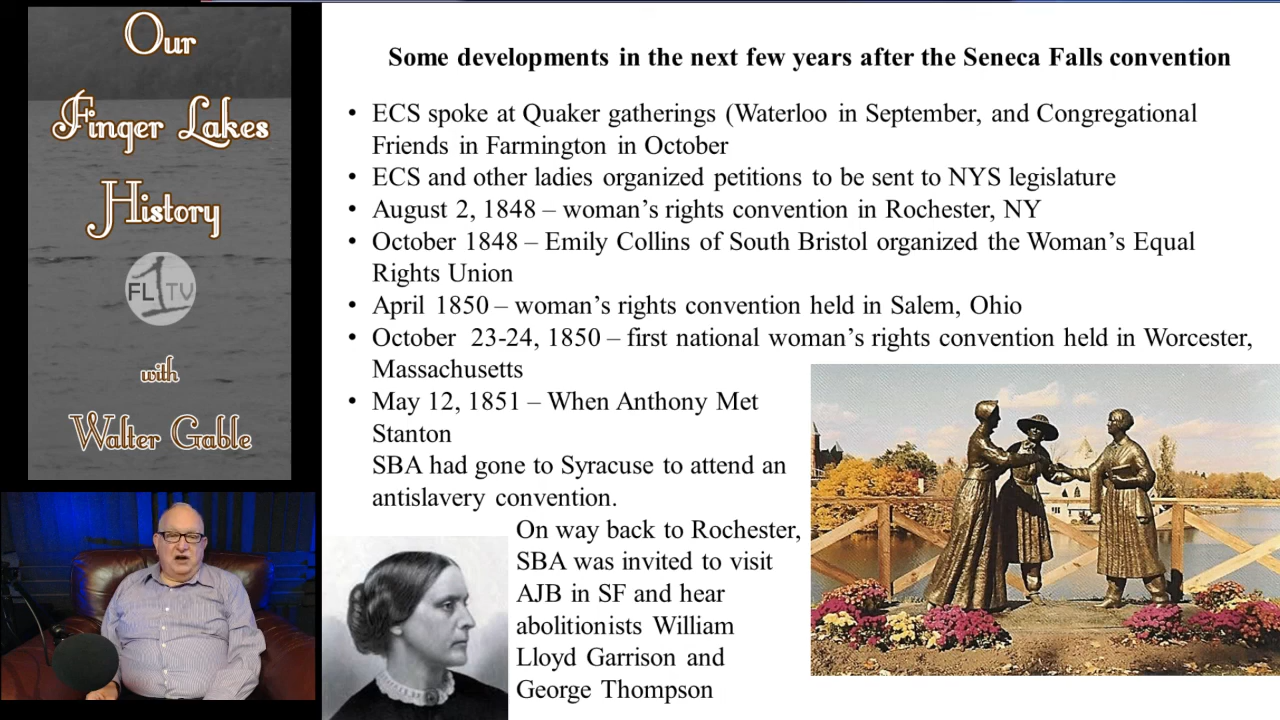 Our
Finger Lakes
History
FL1TV
with
Walter Gable
Some developments in the next few years after the Seneca Falls convention
• ECS spoke at Quaker gatherings (Waterloo in September, and Congregational
Friends in Farmington in October
• ECS and other ladies organized petitions to be sent to NYS legislature
• August 2, 1848 – woman’s rights convention in Rochester, NY
• October 1848 – Emily Collins of South Bristol organized the Woman’s Equal
Rights Union
• April 1850 – woman’s rights convention held in Salem, Ohio
• October 23-24, 1850 – first national woman’s rights convention held in Worcester,
Massachusetts
• May 12, 1851 – When Anthony Met
Stanton
SBA had gone to Syracuse to attend an
antislavery convention.
On way back to Rochester,
SBA was invited to visit
AJB in SF and hear
abolitionists William
Lloyd Garrison and
George Thompson